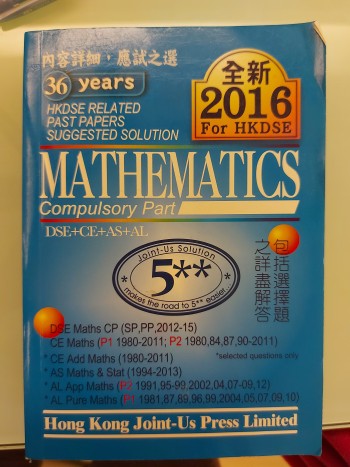 內容詳細，應試之選
36 years
HKDSE RELATED
PAST PAPERS
SUGGESTED SOLUTION
全新
2016
For HKDSE
MATHEMATICS
Compulsory Part
DSE+CE+AS+AL
Joint-Us Solution
5**
* makes the road to 5** easier... *
包括選擇題
之詳盡解答
DSE Maths CP (SP,PP,2012-15)
CE Maths (P1 1980-2011; P2 1980,84,87,90-2011)
* CE Add Maths (1980-2011) *selected questions only
* AS Maths & Stat (1994-2013)
* AL App Maths (P2 1991,95-99,2002,04,07-09,12)
* AL Pure Maths (P1 1981,87,89,96,99,2004,05,07,09,10)
Hong Kong Joint-Us Press Limited